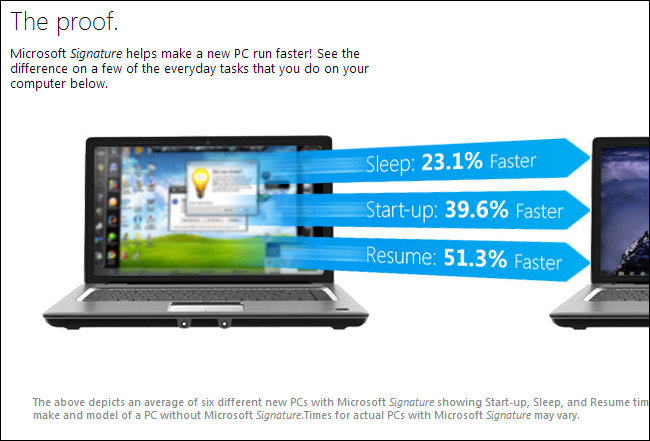 The proof.
Microsoft Signature helps make a new PC run faster! See the
difference on a few of the everyday tasks that you do on your
computer below.
Sleep: 23.1% Faster
Start-up: 39.6% Faster
Resume: 51.3% Faster
The above depicts an average of six different new PCs with Microsoft Signature showing Start-up, Sleep, and Resume tim
make and model of a PC without Microsoft Signature.Times for actual PCs with Microsoft Signature may vary.